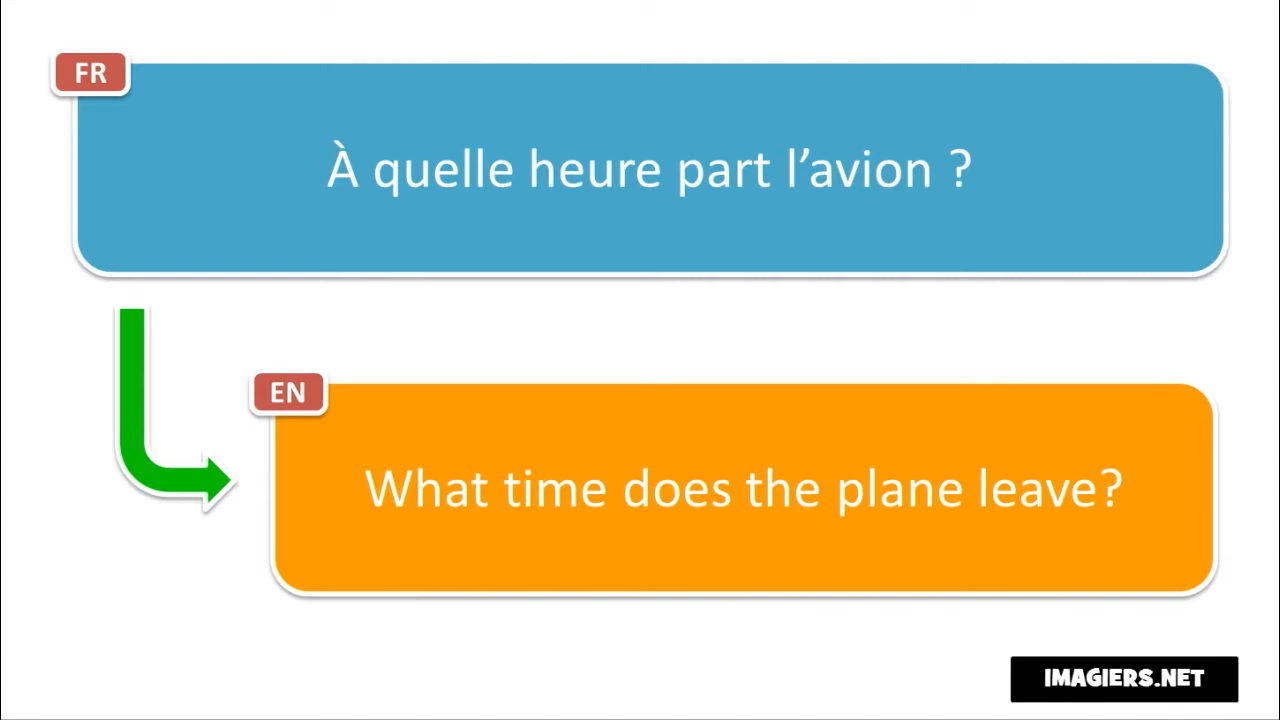 FR
À quelle heure part l’avion ?
EN
What time does the plane leave?
IMAGIERS.NET